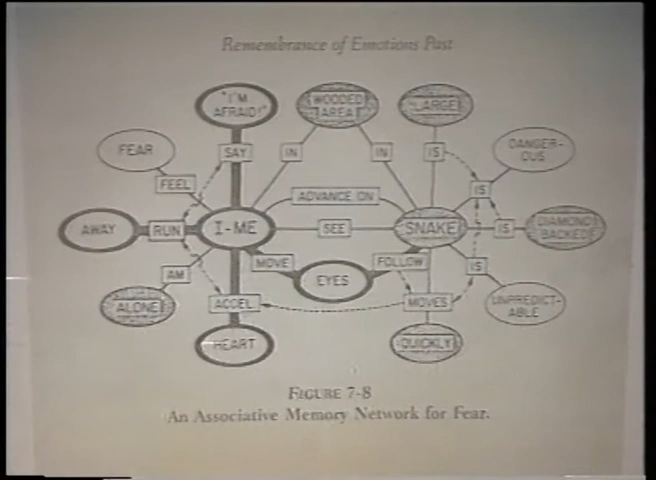 Remembrance of Emotions Past
"I'M
AFRAID!"
WOODED
AREA
LARGE
FEAR
SAY
IN
IN
IS
DANGER-
OUS
FEEL
IS
ADVANCE ON
AWAY
RUN
I-ME
SEE
SNAKE
IS
DIAMOND
BACKED
AM
MOVE
EYES
FOLLOW
IS
ALONE
ACCEL
MOVES
UNPREDICT-
ABLE
HEART
QUICKLY
FIGURE 7-8
An Associative Memory Network for Fear.